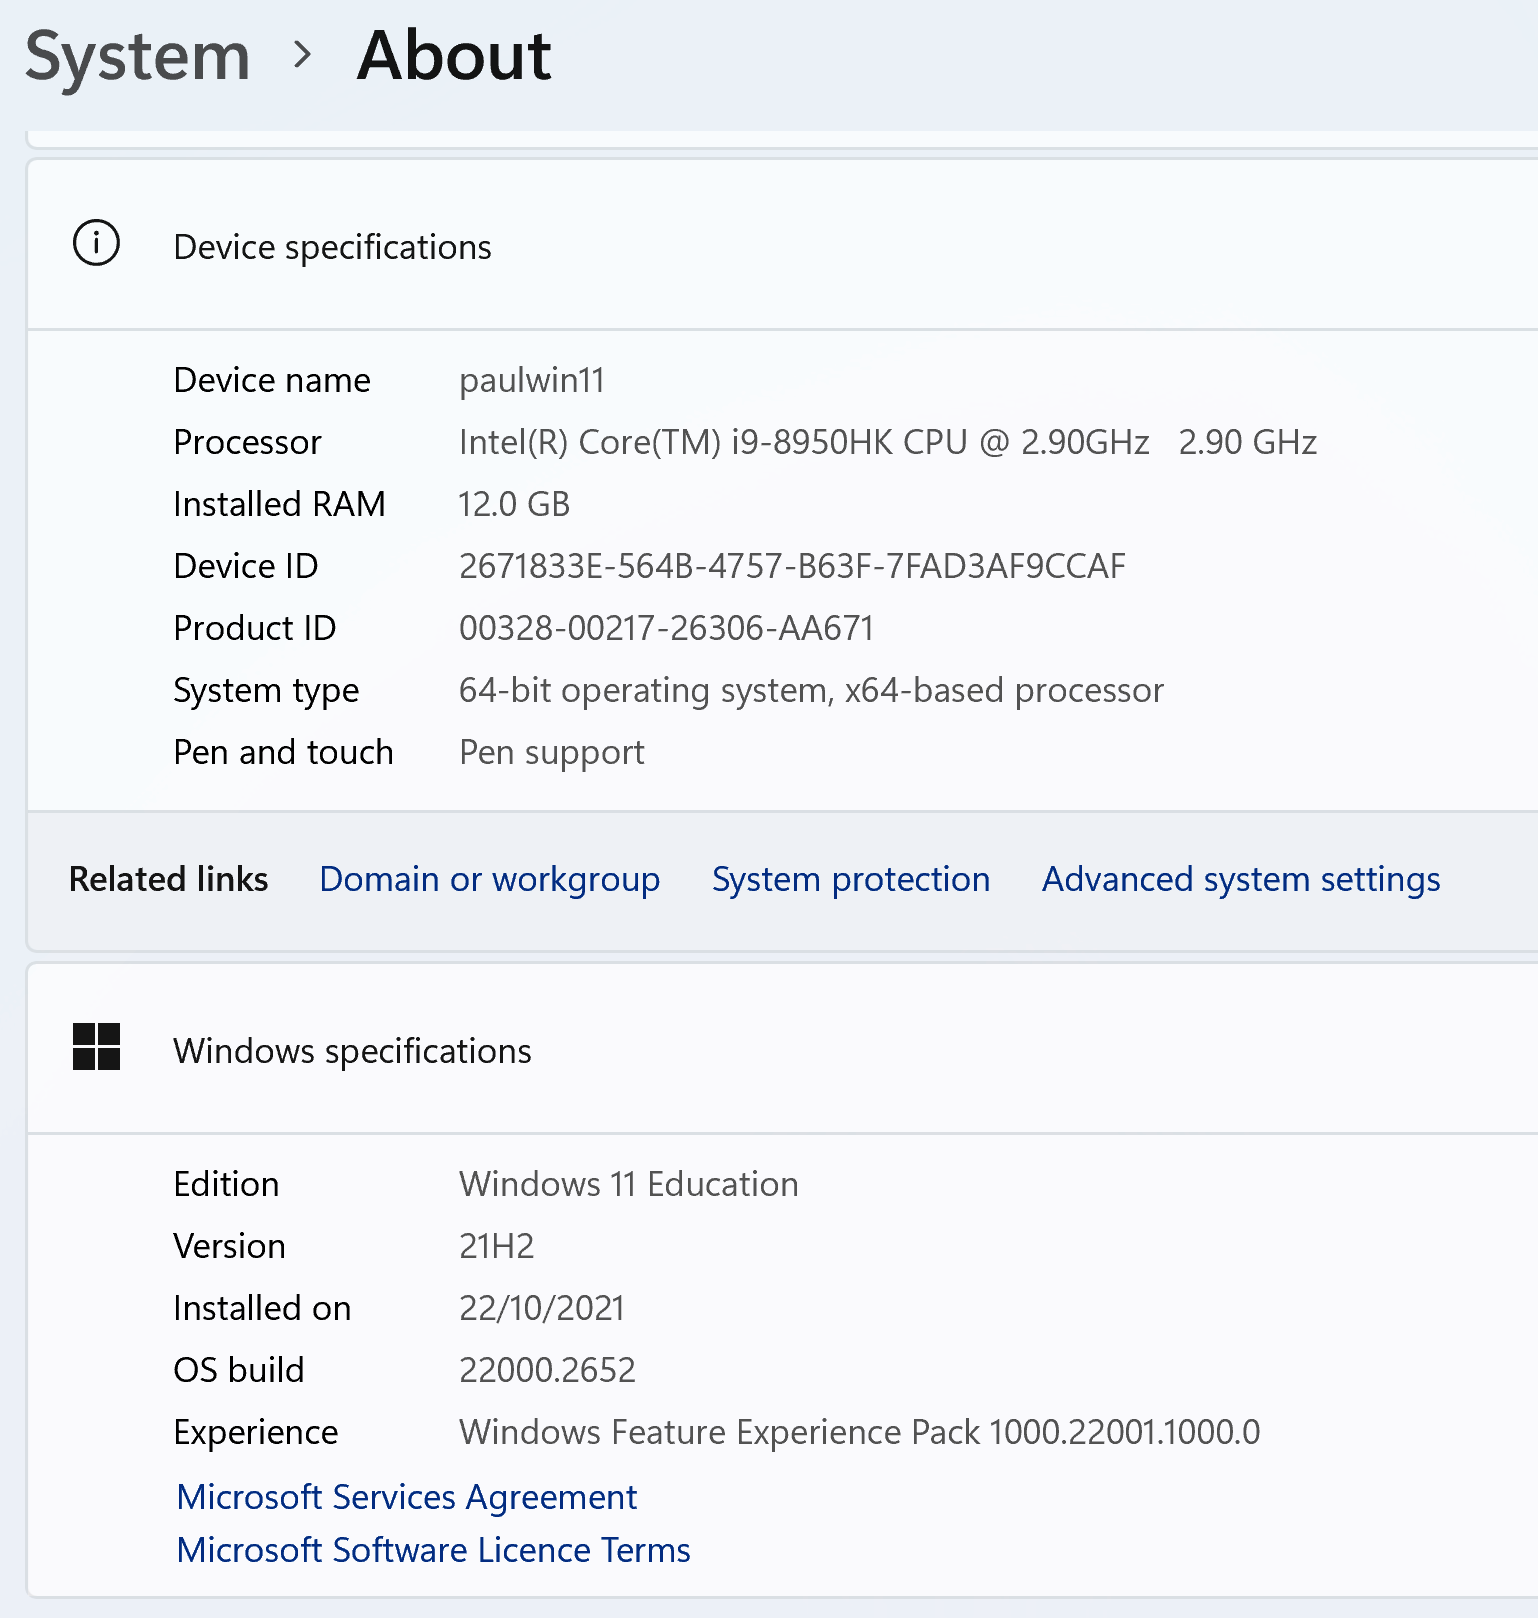 System > About
Device specifications
Device name paulwin11
Processor Intel(R) Core(TM) i9-8950HK CPU @ 2.90GHz 2.90 GHz
Installed RAM 12.0 GB
Device ID 2671833E-564B-4757-B63F-7FAD3AF9CCAF
Product ID 00328-00217-26306-AA671
System type 64-bit operating system, x64-based processor
Pen and touch Pen support
Related links Domain or workgroup System protection Advanced system settings
Windows specifications
Edition Windows 11 Education
Version 21H2
Installed on 22/10/2021
OS build 22000.2652
Experience Windows Feature Experience Pack 1000.22001.1000.0
Microsoft Services Agreement
Microsoft Software Licence Terms